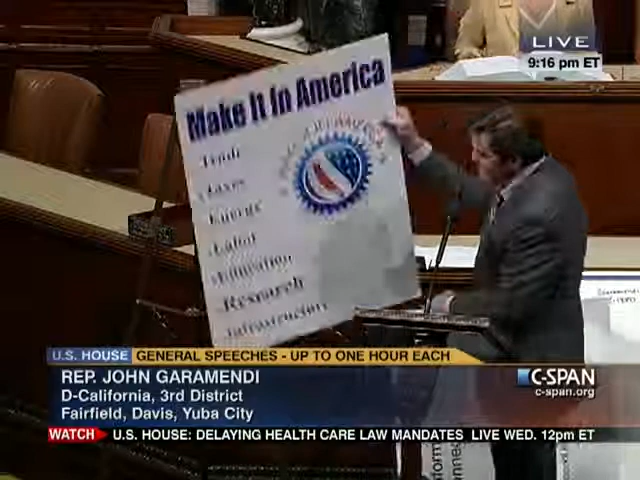 LIVE
9:16 pm ET
Make It In America
Trade
Taxes
Energy
Labor
Education
Research
Infrastructure
U.S. HOUSE GENERAL SPEECHES - UP TO ONE HOUR EACH
REP. JOHN GARAMENDI
D-California, 3rd District
Fairfield, Davis, Yuba City
C-SPAN
c-span.org
WATCH U.S. HOUSE: DELAYING HEALTH CARE LAW MANDATES LIVE WED. 12pm ET